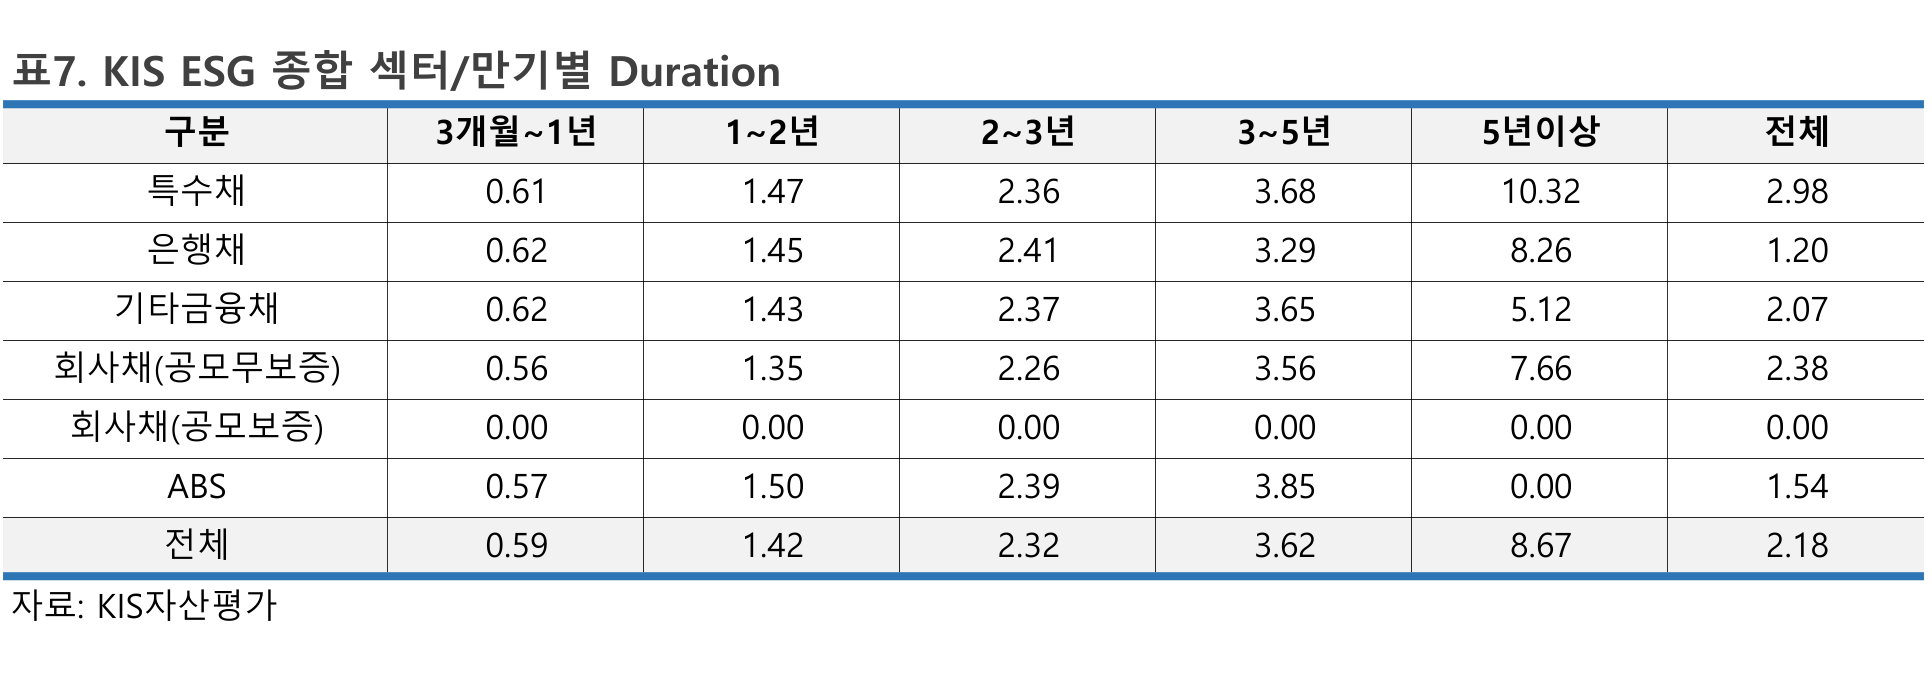 표7. KIS ESG 종합 섹터/만기별 Duration
구분 3개월~1년 1~2년 2~3년 3~5년 5년이상 전체
특수채 0.61 1.47 2.36 3.68 10.32 2.98
은행채 0.62 1.45 2.41 3.29 8.26 1.20
기타금융채 0.62 1.43 2.37 3.65 5.12 2.07
회사채(공모무보증) 0.56 1.35 2.26 3.56 7.66 2.38
회사채(공모보증) 0.00 0.00 0.00 0.00 0.00 0.00
ABS 0.57 1.50 2.39 3.85 0.00 1.54
전체 0.59 1.42 2.32 3.62 8.67 2.18
자료: KIS자산평가